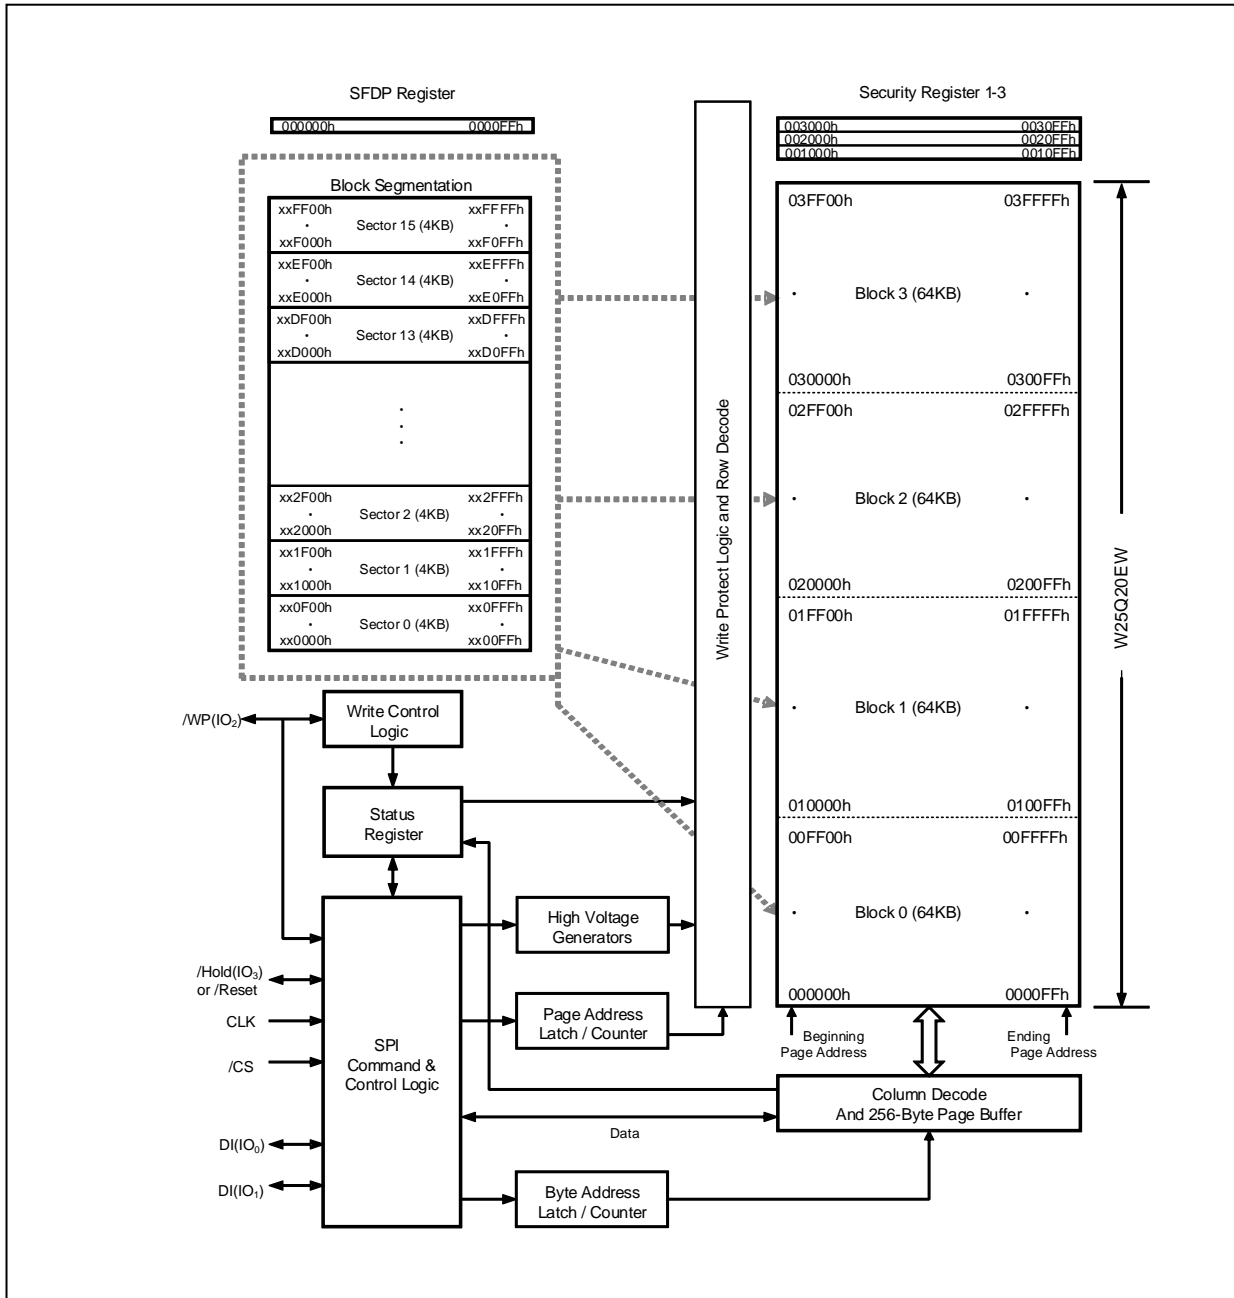 SFDP Register
000000h 0000FFh
Block Segmentation
xxFF00h xxFFFFh
• Sector 15 (4KB) •
xxF000h xxF0FFh
xxEF00h xxEFFFh
• Sector 14 (4KB) •
xxE000h xxE0FFh
xxDF00h xxDFFFh
• Sector 13 (4KB) •
xxD000h xxD0FFh
xx2F00h xx2FFFh
• Sector 2 (4KB) •
xx2000h xx20FFh
xx1F00h xx1FFFh
• Sector 1 (4KB) •
xx1000h xx10FFh
xx0F00h xx0FFFh
• Sector 0 (4KB) •
xx0000h xx00FFh
Write Protect Logic and Row Decode
Security Register 1-3
003000h 0030FFh
002000h 0020FFh
001000h 0010FFh
03FF00h 03FFFFh
• Block 3 (64KB) •
030000h 0300FFh
02FF00h 02FFFFh
• Block 2 (64KB) •
020000h 0200FFh
01FF00h 01FFFFh
• Block 1 (64KB) •
010000h 0100FFh
00FF00h 00FFFFh
• Block 0 (64KB) •
000000h 0000FFh
W25Q20EW
Beginning
Page Address
Ending
Page Address
/WP(IO₂)
Write Control
Logic
Status
Register
High Voltage
Generators
/Hold(IO₃)
or /Reset
CLK
/CS
DI(IO₀)
DI(IO₁)
SPI
Command &
Control Logic
Page Address
Latch / Counter
Column Decode
And 256-Byte Page Buffer
Data
Byte Address
Latch / Counter